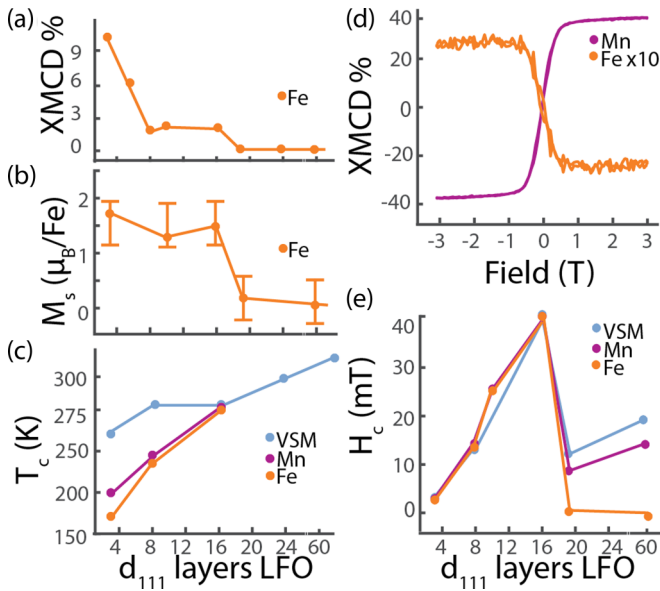 (a)
XMCD %
9
6
3
0
Fe
(b)
M_s (μ_B/Fe)
2
1
0
Fe
(c)
T_c (K)
300
275
250
200
150
VSM
Mn
Fe
4 8 12 16 20 24 60
d_111 layers LFO
(d)
XMCD %
40
20
0
-20
-40
Mn
Fe x10
-3 -2 -1 0 1 2 3
Field (T)
(e)
H_c (mT)
40
30
20
10
0
VSM
Mn
Fe
4 8 12 16 20 24 60
d_111 layers LFO